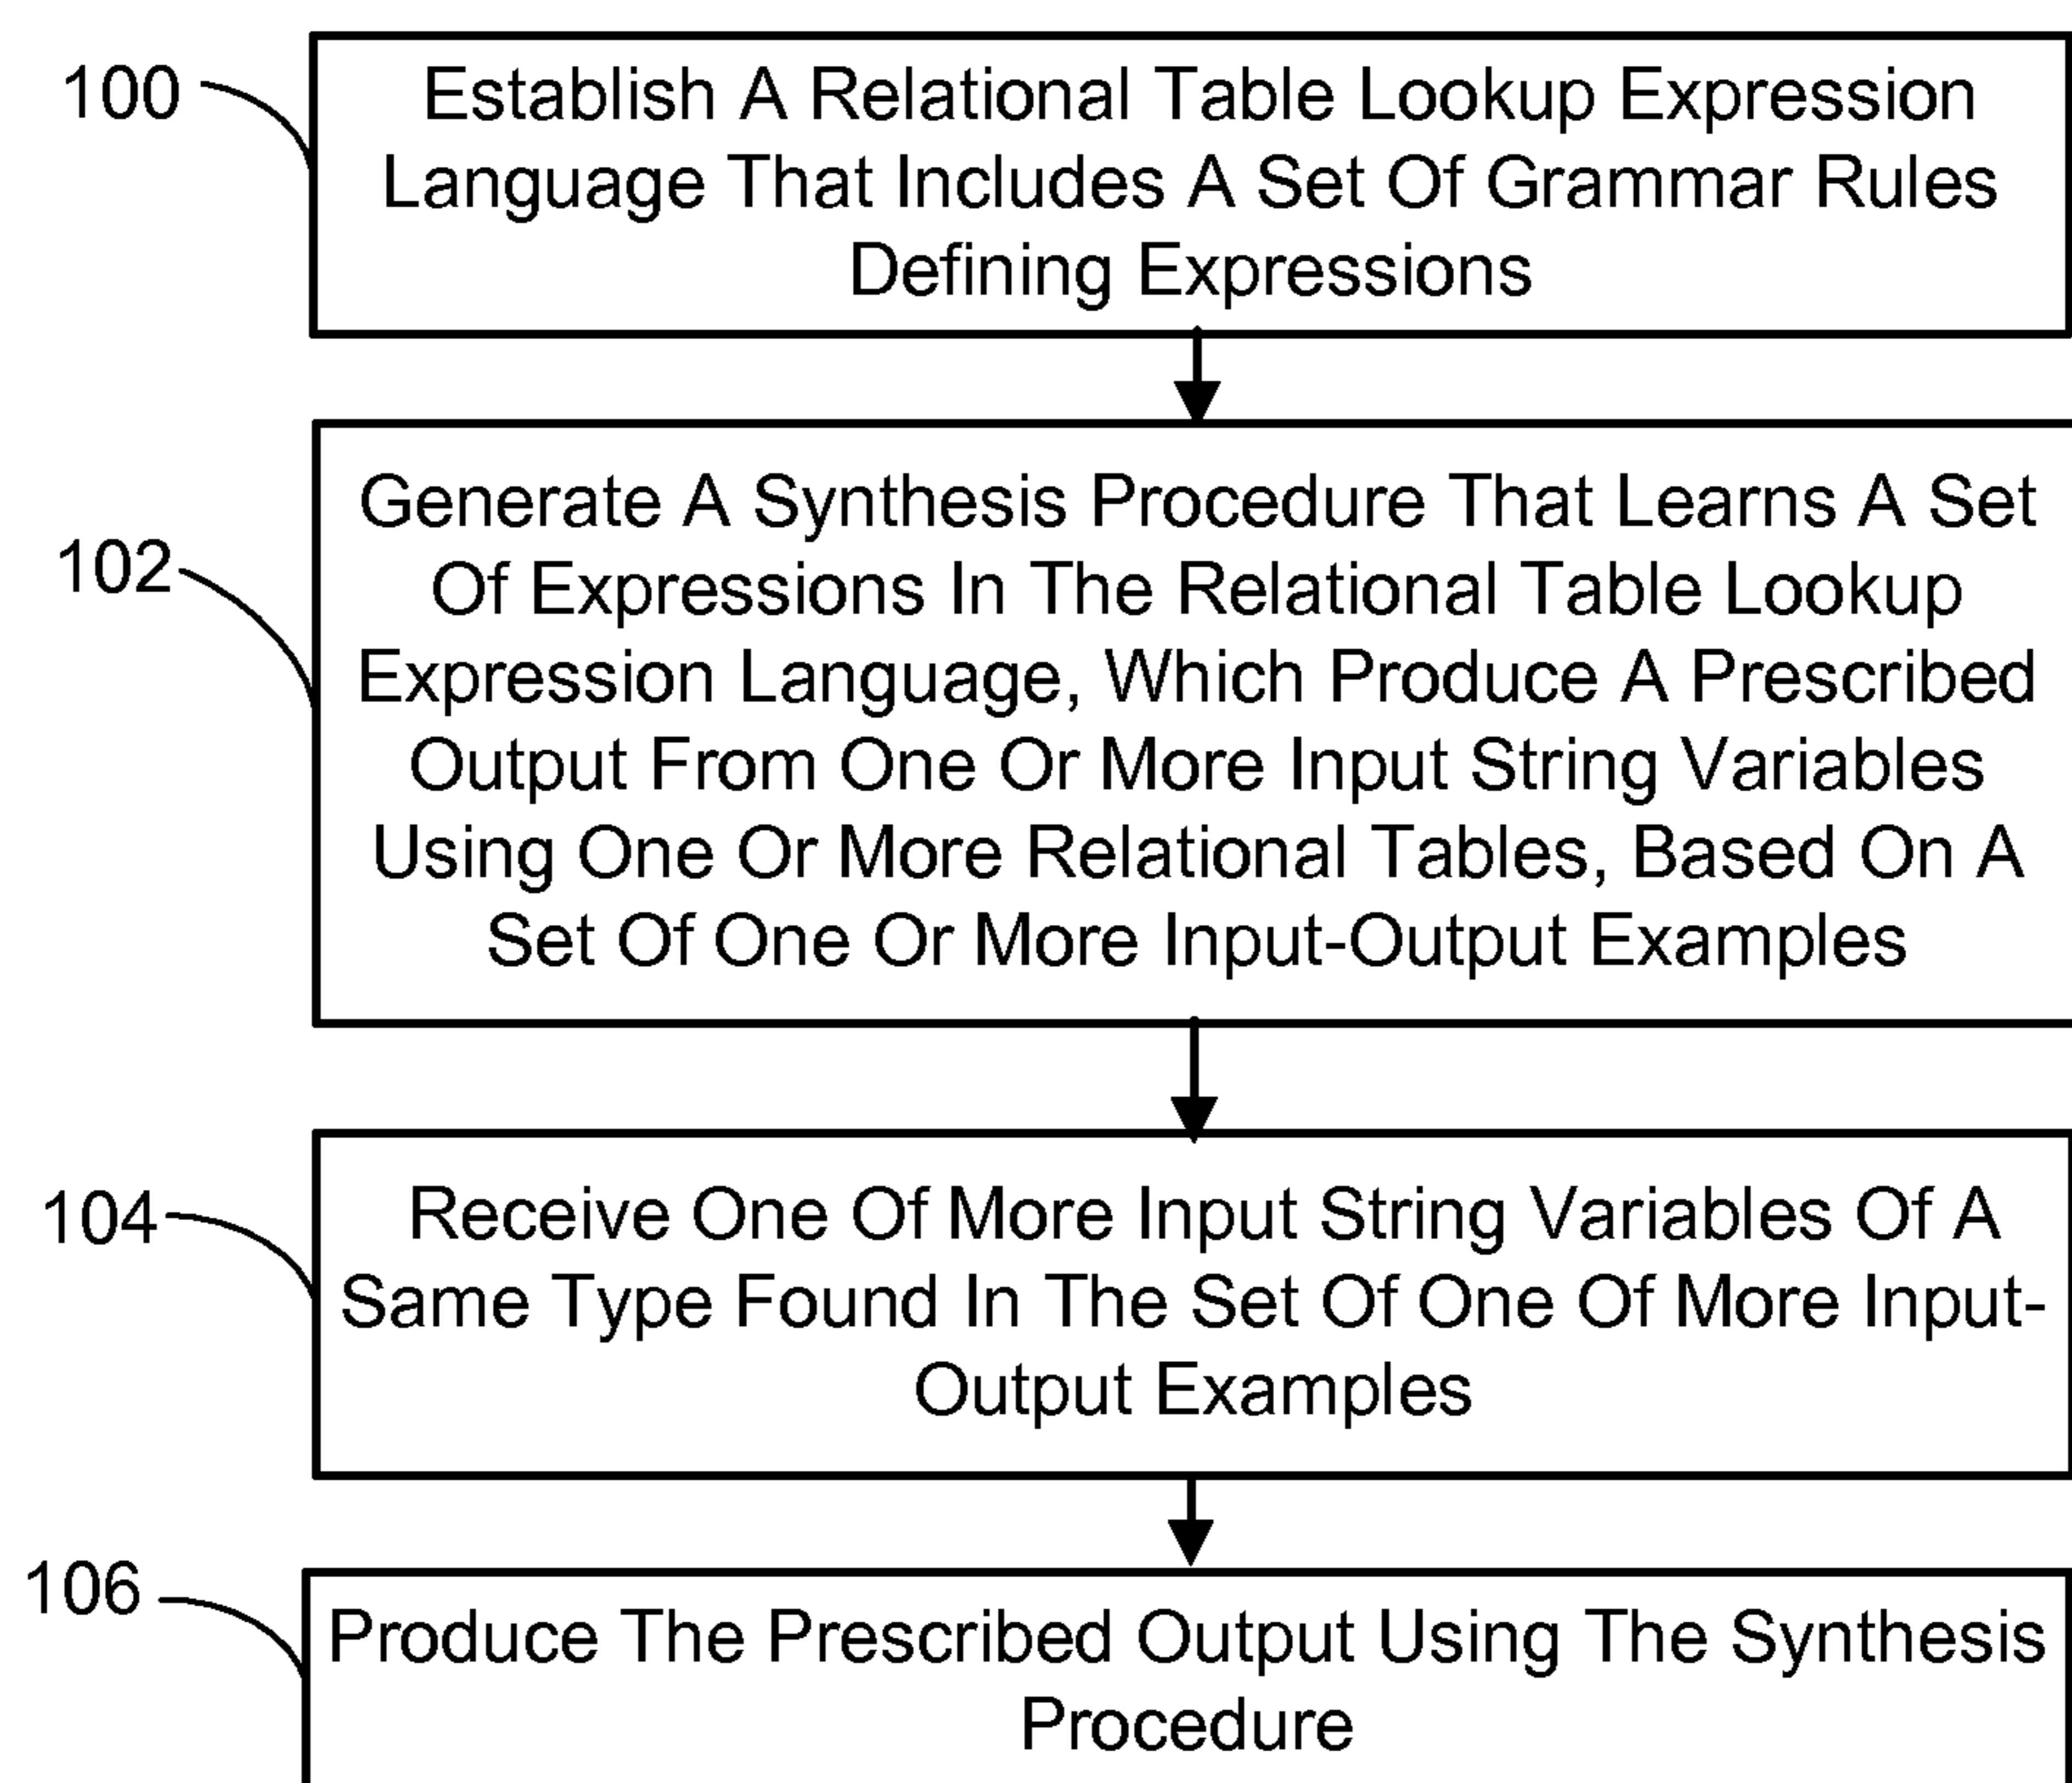 100
Establish A Relational Table Lookup Expression
Language That Includes A Set Of Grammar Rules
Defining Expressions
102
Generate A Synthesis Procedure That Learns A Set
Of Expressions In The Relational Table Lookup
Expression Language, Which Produce A Prescribed
Output From One Or More Input String Variables
Using One Or More Relational Tables, Based On A
Set Of One Or More Input-Output Examples
104
Receive One Of More Input String Variables Of A
Same Type Found In The Set Of One Of More Input-
Output Examples
106
Produce The Prescribed Output Using The Synthesis
Procedure